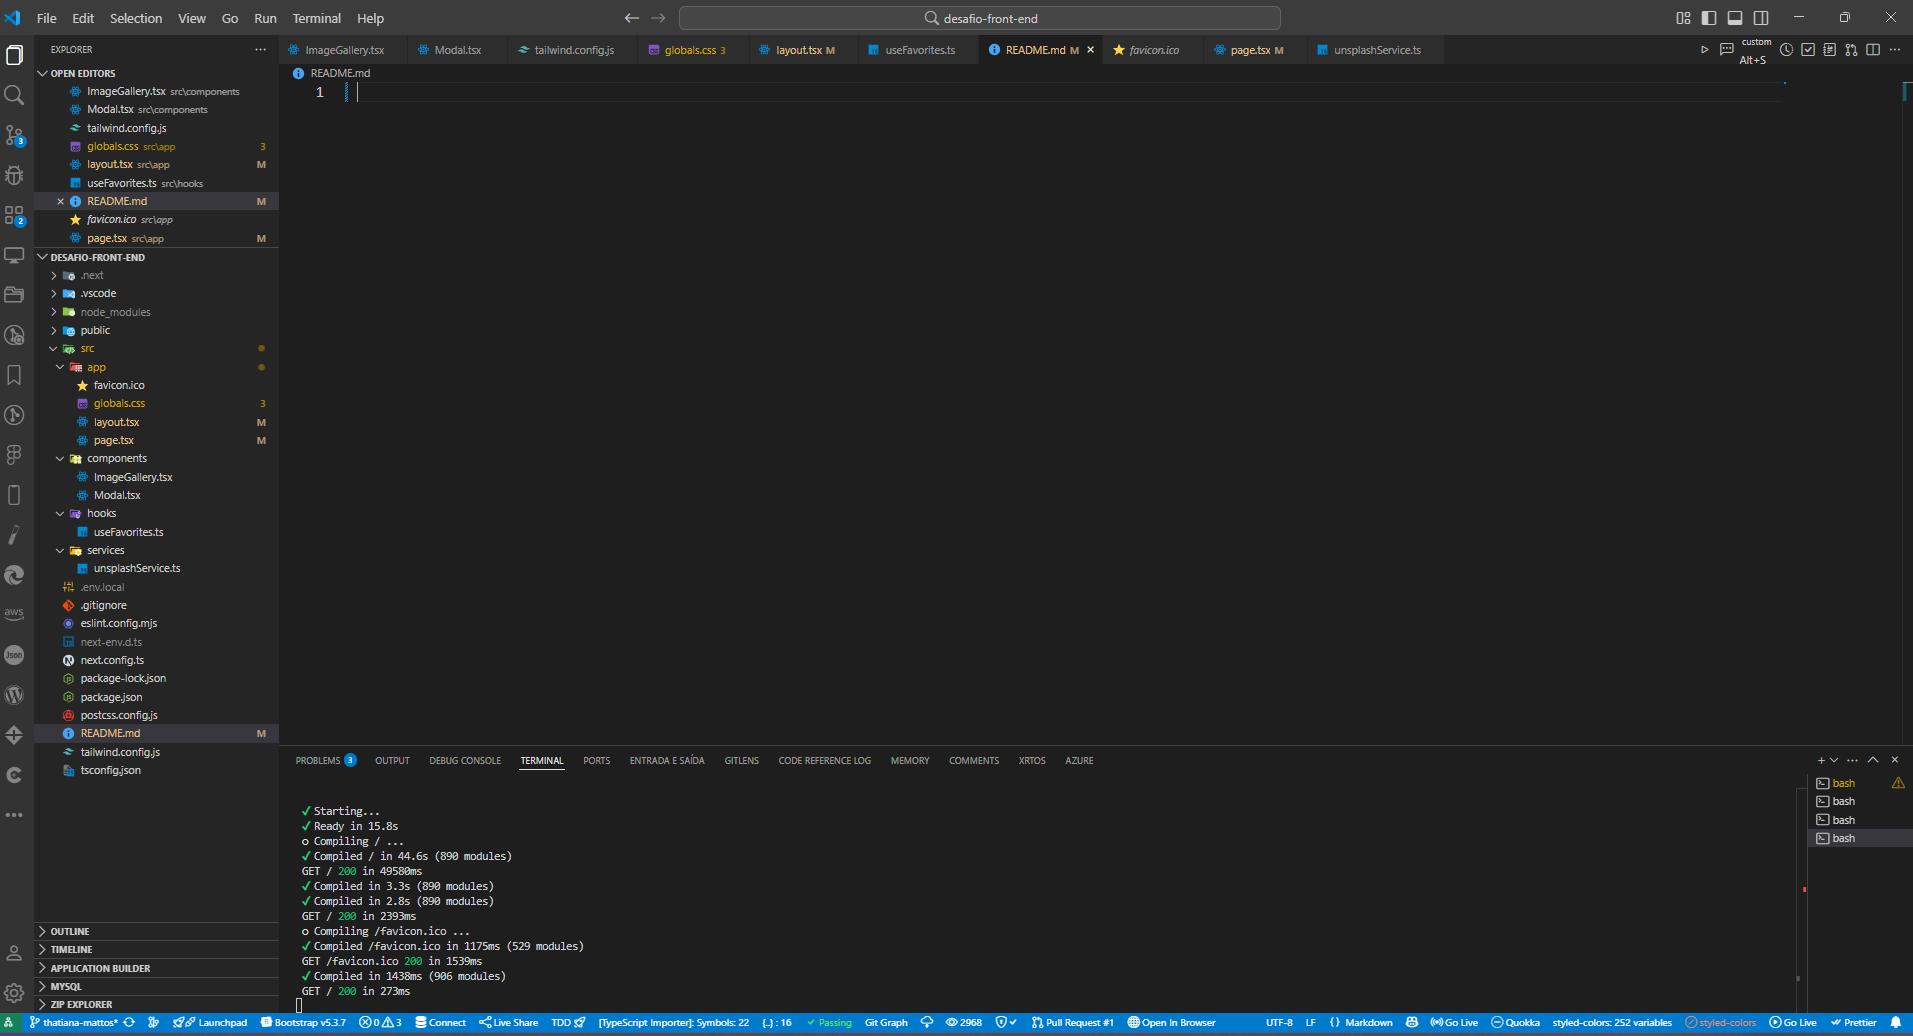 File Edit Selection View Go Run Terminal Help
desafio-front-end
EXPLORER
ImageGallery.tsx Modal.tsx tailwind.config.js globals.css 3 layout.tsx M useFavorites.ts README.md M favicon.ico page.tsx M unsplashService.ts
custom
Alt+S
OPEN EDITORS
ImageGallery.tsx src\components
Modal.tsx src\components
tailwind.config.js
globals.css src\app 3
layout.tsx src\app M
useFavorites.ts src\hooks
README.md M
favicon.ico src\app
page.tsx src\app M
DESAFIO-FRONT-END
.next
.vscode
node_modules
public
src
app
favicon.ico
globals.css 3
layout.tsx M
page.tsx M
components
ImageGallery.tsx
Modal.tsx
hooks
useFavorites.ts
services
unsplashService.ts
.env.local
.gitignore
eslint.config.mjs
next-env.d.ts
next.config.ts
package-lock.json
package.json
postcss.config.js
README.md M
tailwind.config.js
tsconfig.json
OUTLINE
TIMELINE
APPLICATION BUILDER
MYSQL
ZIP EXPLORER
3
2
aws
Json
README.md
1
PROBLEMS 3 OUTPUT DEBUG CONSOLE TERMINAL PORTS ENTRADA E SAÍDA GITLENS CODE REFERENCE LOG MEMORY COMMENTS XRTOS AZURE
✓ Starting...
✓ Ready in 15.8s
○ Compiling / ...
✓ Compiled / in 44.6s (890 modules)
GET / 200 in 49580ms
✓ Compiled in 3.3s (890 modules)
✓ Compiled in 2.8s (890 modules)
GET / 200 in 2393ms
○ Compiling /favicon.ico ...
✓ Compiled /favicon.ico in 1175ms (529 modules)
GET /favicon.ico 200 in 1539ms
✓ Compiled in 1438ms (906 modules)
GET / 200 in 273ms
bash
bash
bash
bash
thatiana-mattos* Launchpad Bootstrap v5.3.7 0 3 Connect Live Share TDD [TypeScript Importer]: Symbols: 22 {..} : 16 Passing Git Graph 2968 Pull Request #1 Open In Browser UTF-8 LF {} Markdown Go Live Quokka styled-colors: 252 variables styled-colors Go Live Prettier